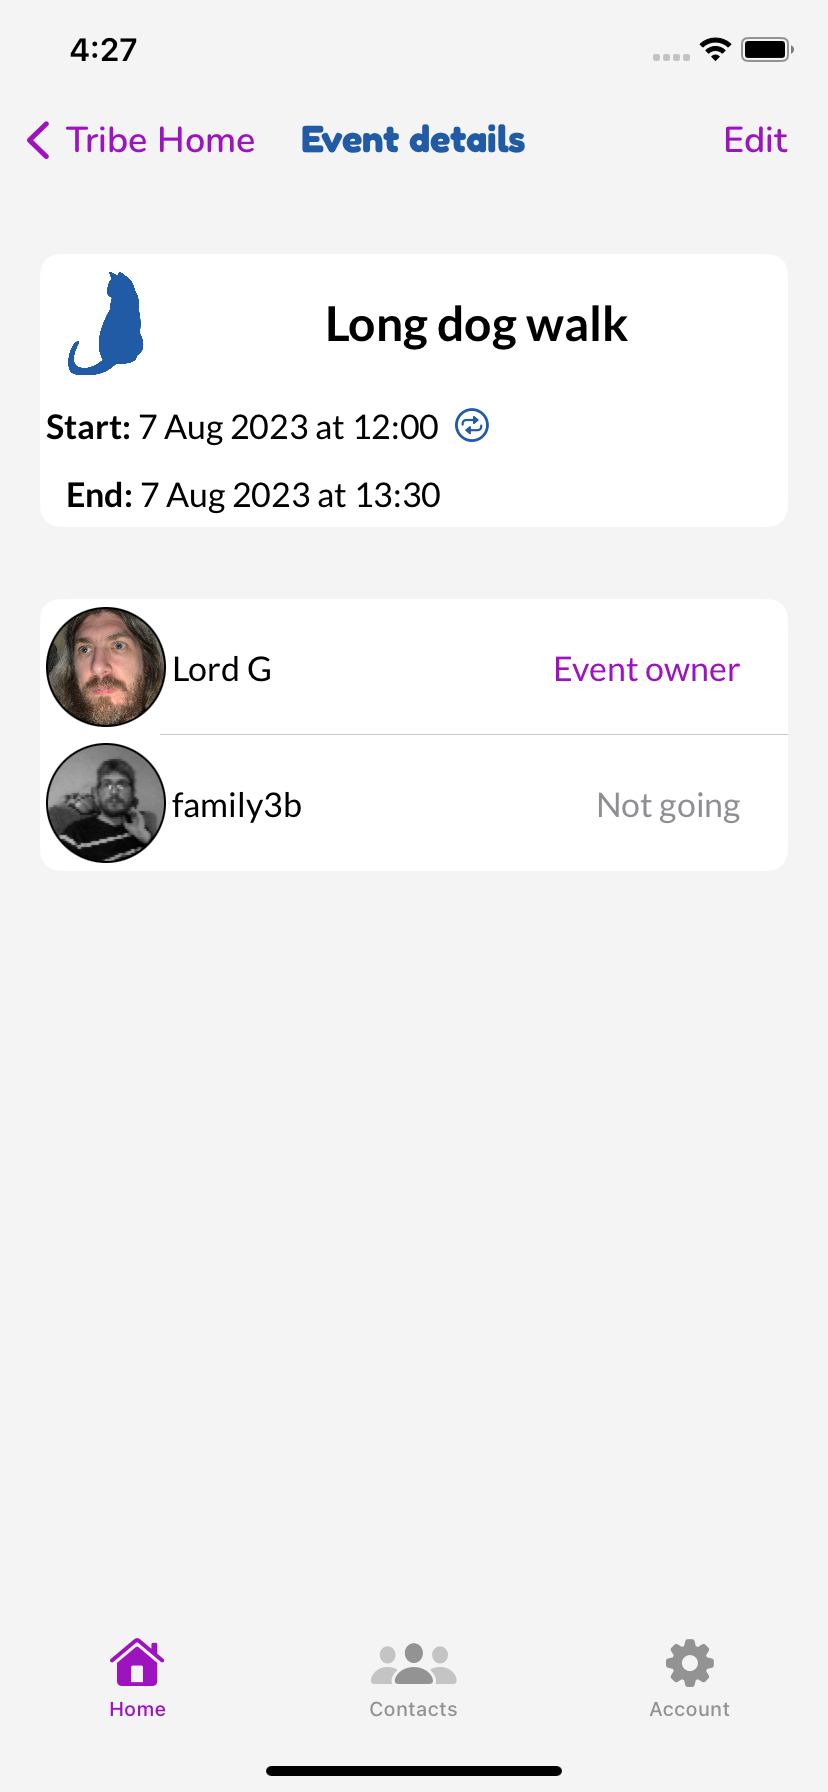 4:27
Tribe Home Event details Edit
Long dog walk
Start: 7 Aug 2023 at 12:00
End: 7 Aug 2023 at 13:30
Lord G Event owner
family3b Not going
Home Contacts Account